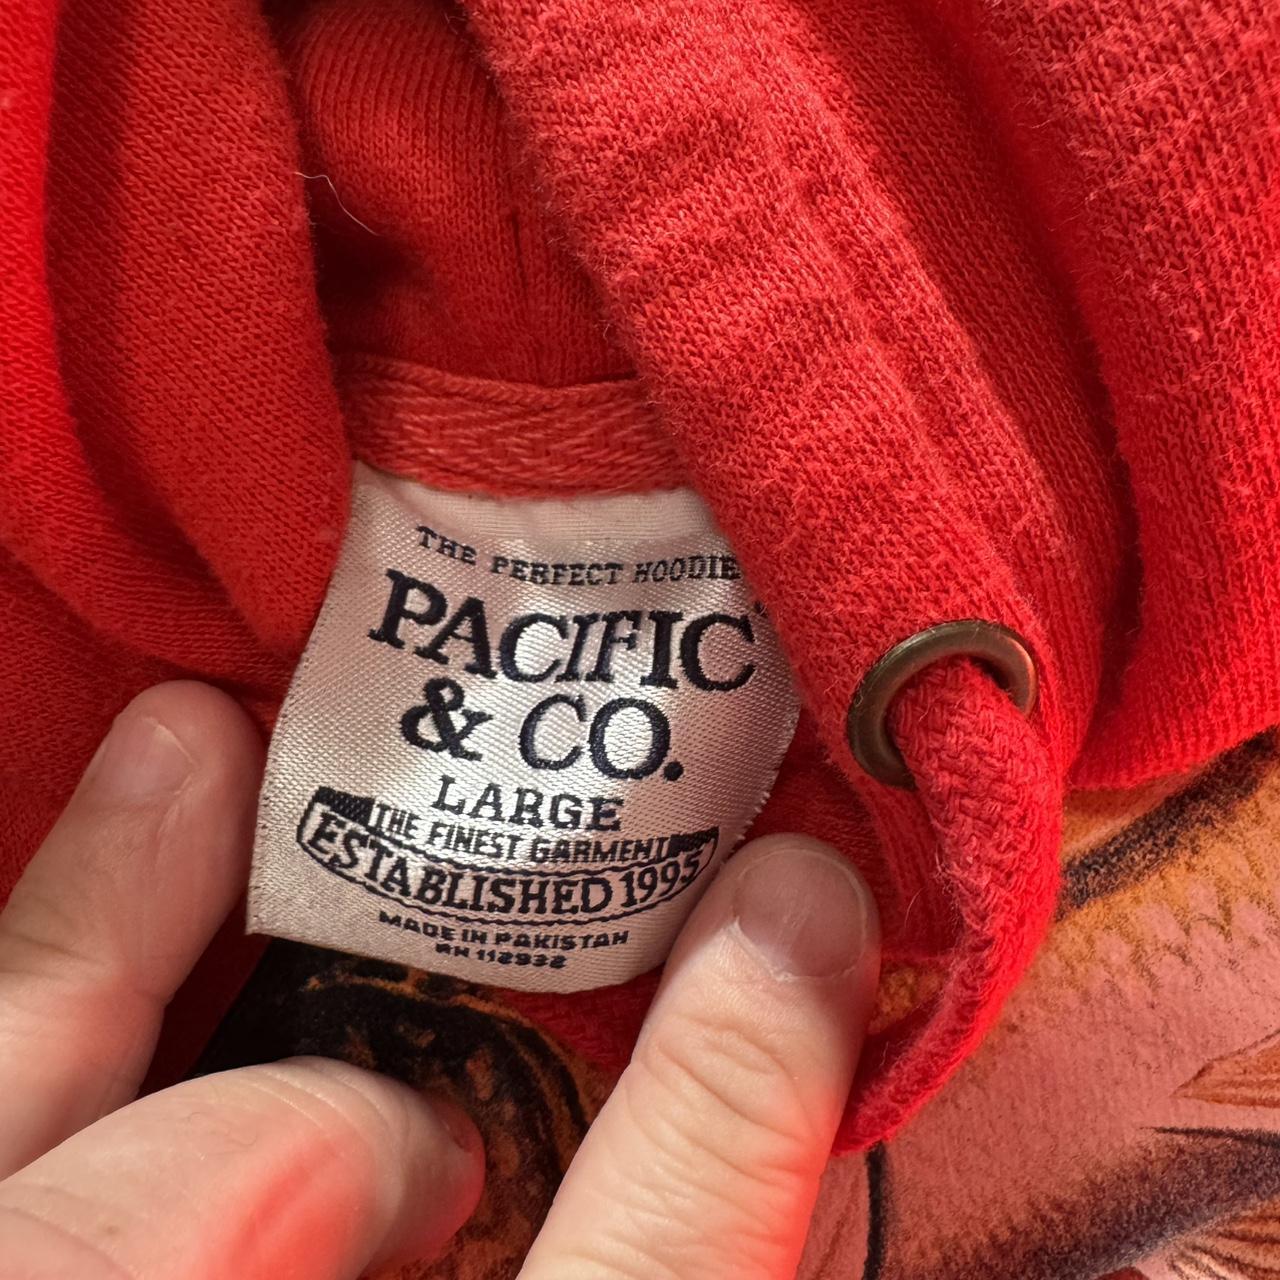 THE PERFECT HOODIE
PACIFIC
& CO.
LARGE
THE FINEST GARMENT
ESTABLISHED 1995
MADE IN PAKISTAN
RN 112932